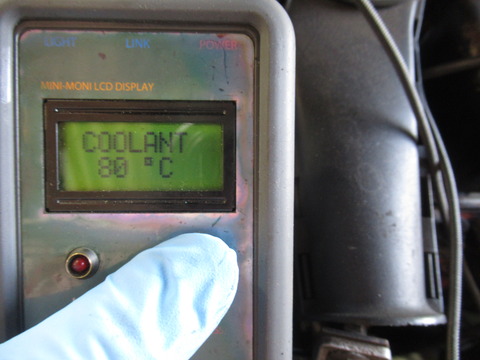 LIGHT LINK POWER
MINI-MONI LCD DISPLAY
COOLANT
80 °C